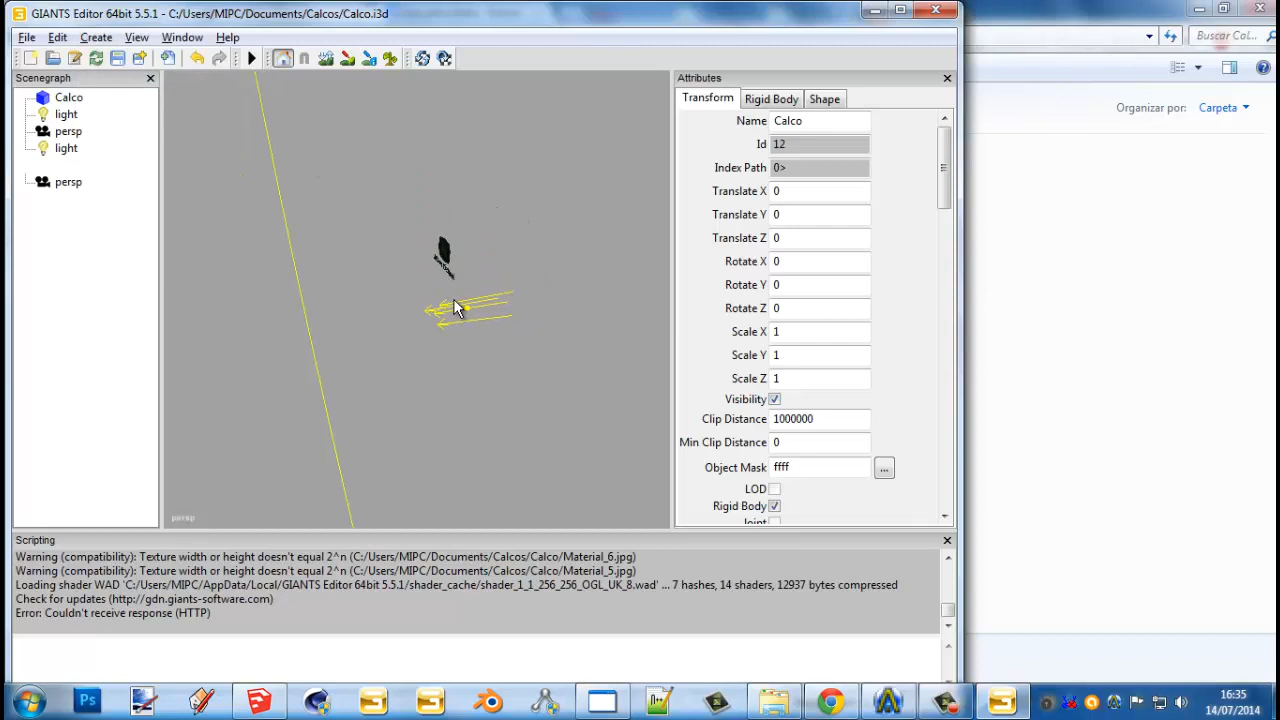 GIANTS Editor 64bit 5.5.1 - C:/Users/MIPC/Documents/Calcos/Calco.i3d
File Edit Create View Window Help
Buscar Col...
Organizar por: Carpeta
Scenegraph
Calco
light
persp
light
persp
persp
Attributes
Transform Rigid Body Shape
Name Calco
Id 12
Index Path 0>
Translate X 0
Translate Y 0
Translate Z 0
Rotate X 0
Rotate Y 0
Rotate Z 0
Scale X 1
Scale Y 1
Scale Z 1
Visibility
Clip Distance 1000000
Min Clip Distance 0
Object Mask ffff ...
LOD
Rigid Body
Joint
Scripting
Warning (compatibility): Texture width or height doesn't equal 2^n (C:/Users/MIPC/Documents/Calcos/Calco/Material_6.jpg)
Warning (compatibility): Texture width or height doesn't equal 2^n (C:/Users/MIPC/Documents/Calcos/Calco/Material_5.jpg)
Loading shader WAD 'C:/Users/MIPC/AppData/Local/GIANTS Editor 64bit 5.5.1/shader_cache/shader_1_1_256_256_OGL_UK_8.wad' ... 7 hashes, 14 shaders, 12937 bytes compressed
Check for updates (http://gdn.giants-software.com)
Error: Couldn't receive response (HTTP)
Ps
16:35
14/07/2014